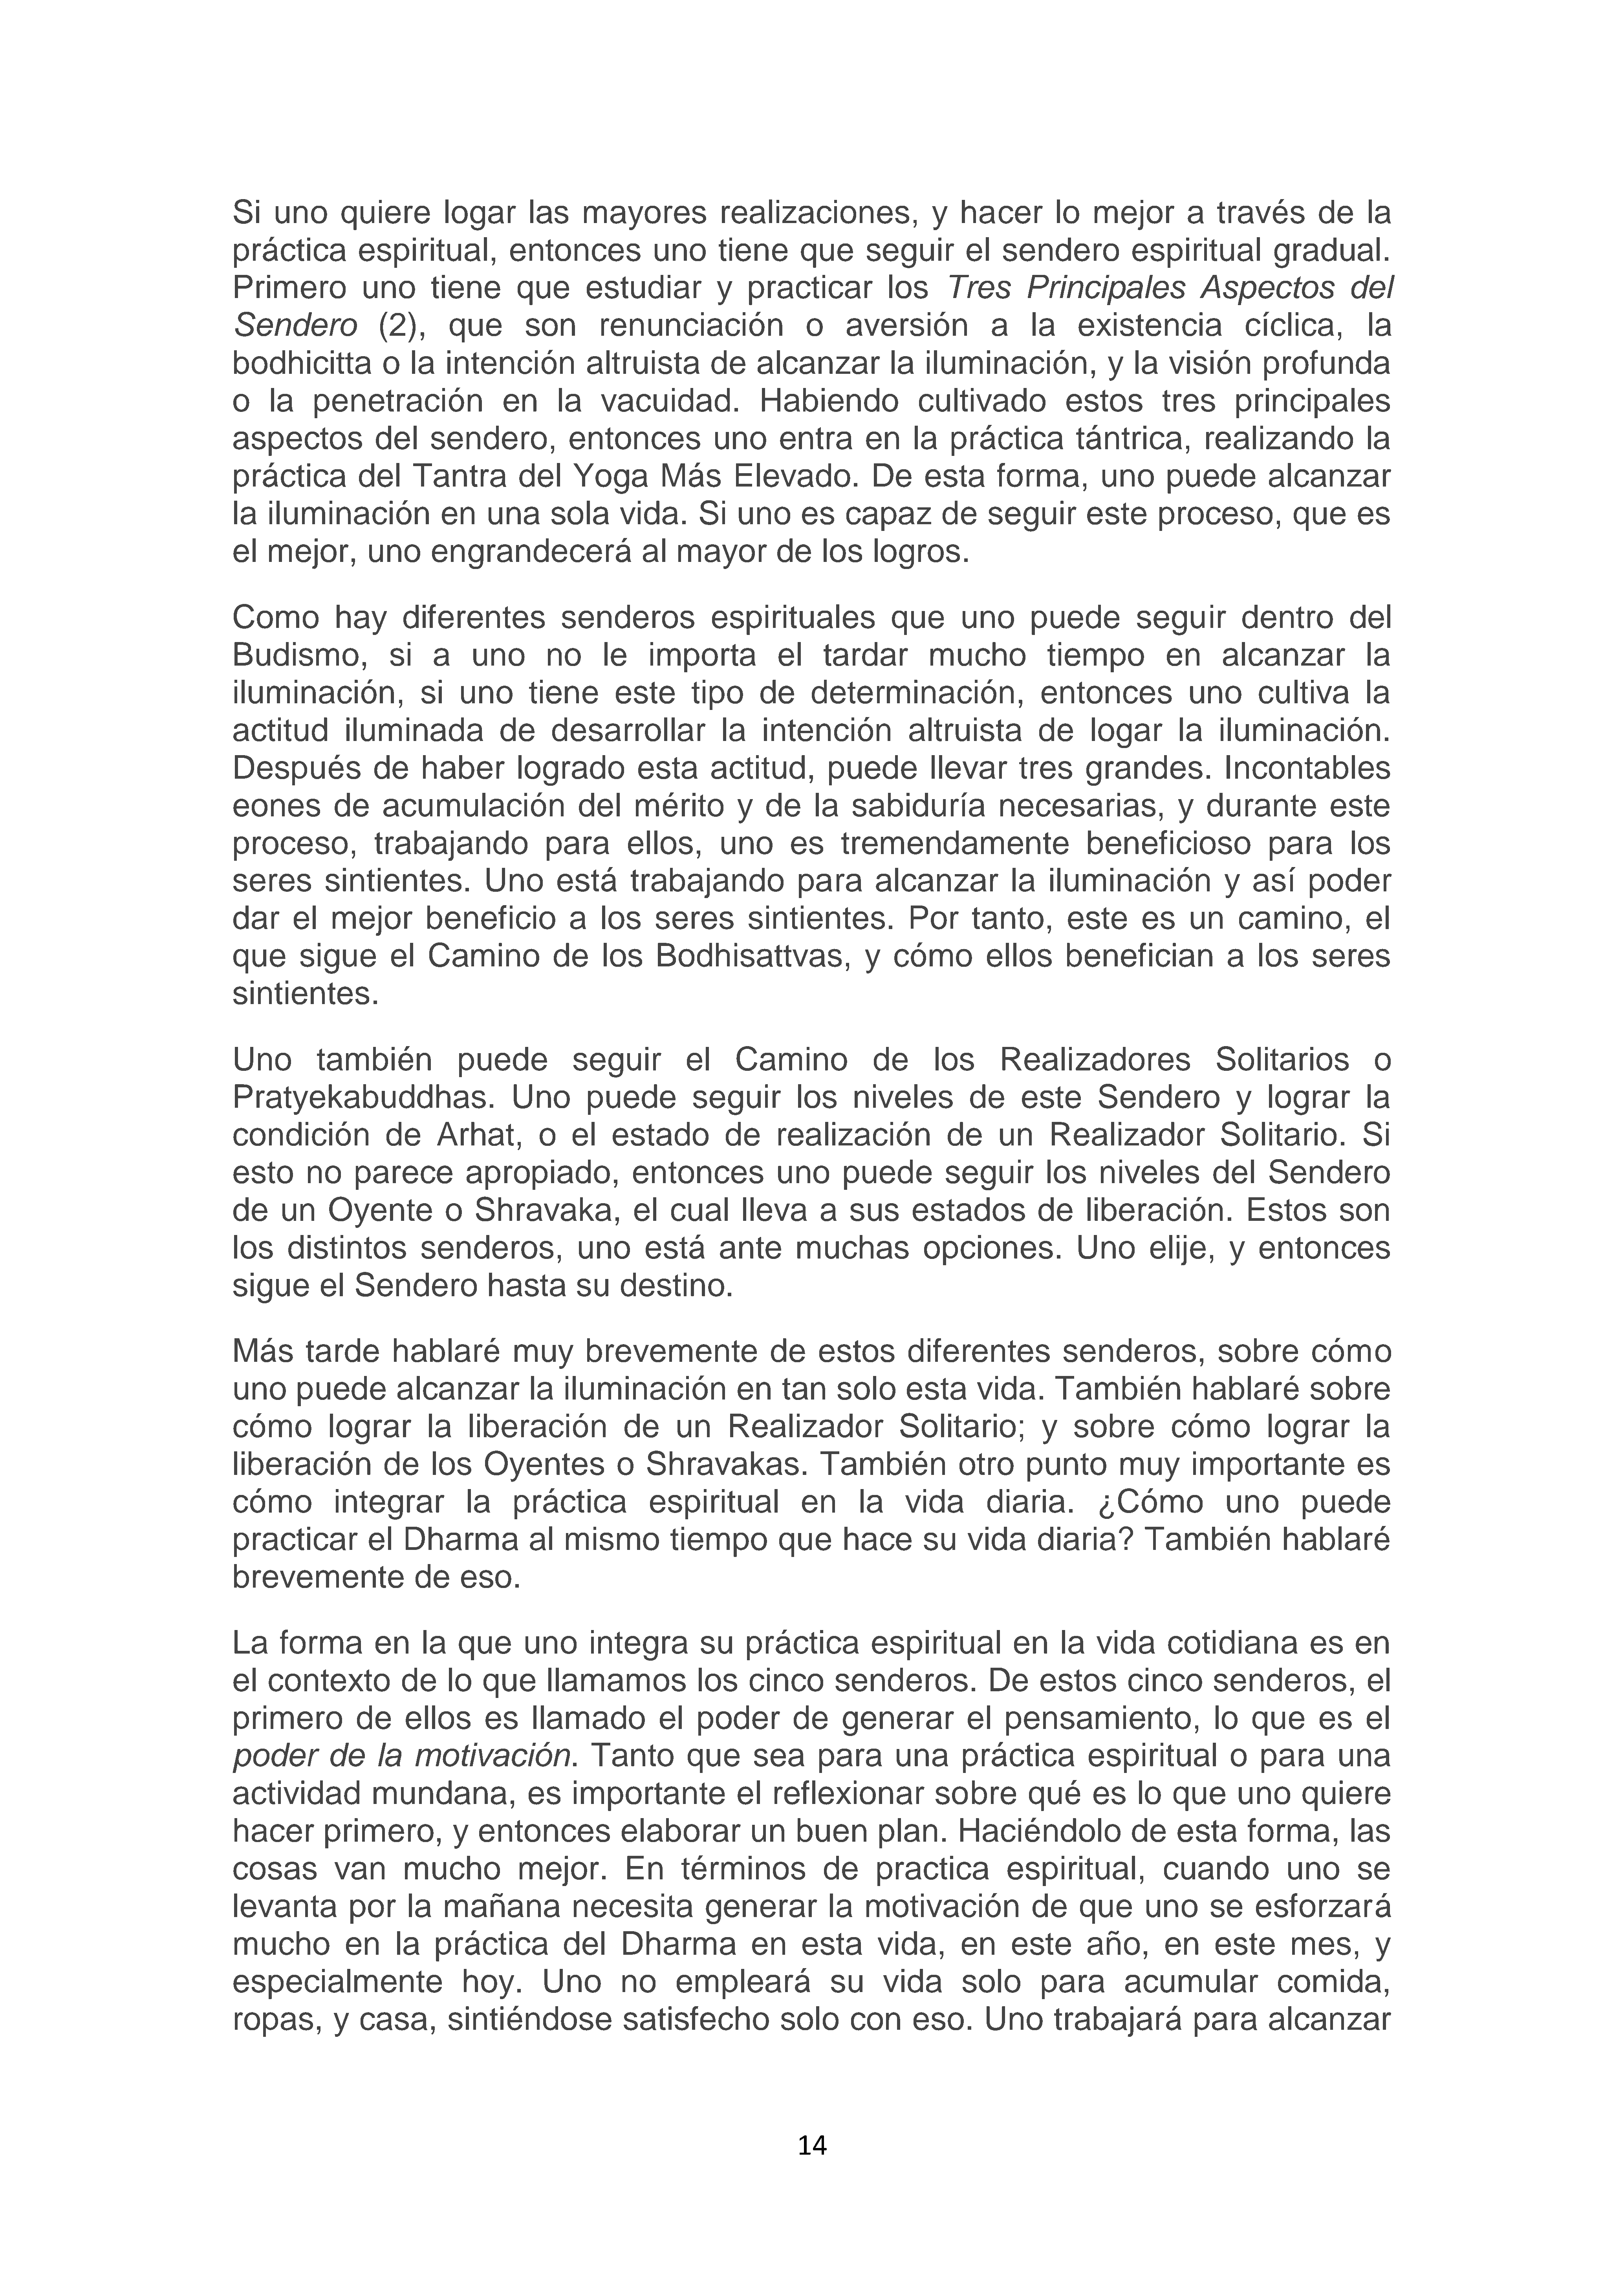 Si uno quiere logar las mayores realizaciones, y hacer lo mejor a través de la
práctica espiritual, entonces uno tiene que seguir el sendero espiritual gradual.
Primero uno tiene que estudiar y practicar los Tres Principales Aspectos del
Sendero (2), que son renunciación o aversión a la existencia cíclica, la
bodhicitta o la intención altruista de alcanzar la iluminación, y la visión profunda
o la penetración en la vacuidad. Habiendo cultivado estos tres principales
aspectos del sendero, entonces uno entra en la práctica tántrica, realizando la
práctica del Tantra del Yoga Más Elevado. De esta forma, uno puede alcanzar
la iluminación en una sola vida. Si uno es capaz de seguir este proceso, que es
el mejor, uno engrandecerá al mayor de los logros.
Como hay diferentes senderos espirituales que uno puede seguir dentro del
Budismo, si a uno no le importa el tardar mucho tiempo en alcanzar la
iluminación, si uno tiene este tipo de determinación, entonces uno cultiva la
actitud iluminada de desarrollar la intención altruista de logar la iluminación.
Después de haber logrado esta actitud, puede llevar tres grandes. Incontables
eones de acumulación del mérito y de la sabiduría necesarias, y durante este
proceso, trabajando para ellos, uno es tremendamente beneficioso para los
seres sintientes. Uno está trabajando para alcanzar la iluminación y así poder
dar el mejor beneficio a los seres sintientes. Por tanto, este es un camino, el
que sigue el Camino de los Bodhisattvas, y cómo ellos benefician a los seres
sintientes.
Uno también puede seguir el Camino de los Realizadores Solitarios o
Pratyekabuddhas. Uno puede seguir los niveles de este Sendero y lograr la
condición de Arhat, o el estado de realización de un Realizador Solitario. Si
esto no parece apropiado, entonces uno puede seguir los niveles del Sendero
de un Oyente o Shravaka, el cual lleva a sus estados de liberación. Estos son
los distintos senderos, uno está ante muchas opciones. Uno elije, y entonces
sigue el Sendero hasta su destino.
Más tarde hablaré muy brevemente de estos diferentes senderos, sobre cómo
uno puede alcanzar la iluminación en tan solo esta vida. También hablaré sobre
cómo lograr la liberación de un Realizador Solitario; y sobre cómo lograr la
liberación de los Oyentes o Shravakas. También otro punto muy importante es
cómo integrar la práctica espiritual en la vida diaria. ¿Cómo uno puede
practicar el Dharma al mismo tiempo que hace su vida diaria? También hablaré
brevemente de eso.
La forma en la que uno integra su práctica espiritual en la vida cotidiana es en
el contexto de lo que llamamos los cinco senderos. De estos cinco senderos, el
primero de ellos es llamado el poder de generar el pensamiento, lo que es el
poder de la motivación. Tanto que sea para una práctica espiritual o para una
actividad mundana, es importante el reflexionar sobre qué es lo que uno quiere
hacer primero, y entonces elaborar un buen plan. Haciéndolo de esta forma, las
cosas van mucho mejor. En términos de practica espiritual, cuando uno se
levanta por la mañana necesita generar la motivación de que uno se esforzará
mucho en la práctica del Dharma en esta vida, en este año, en este mes, y
especialmente hoy. Uno no empleará su vida solo para acumular comida,
ropas, y casa, sintiéndose satisfecho solo con eso. Uno trabajará para alcanzar
14